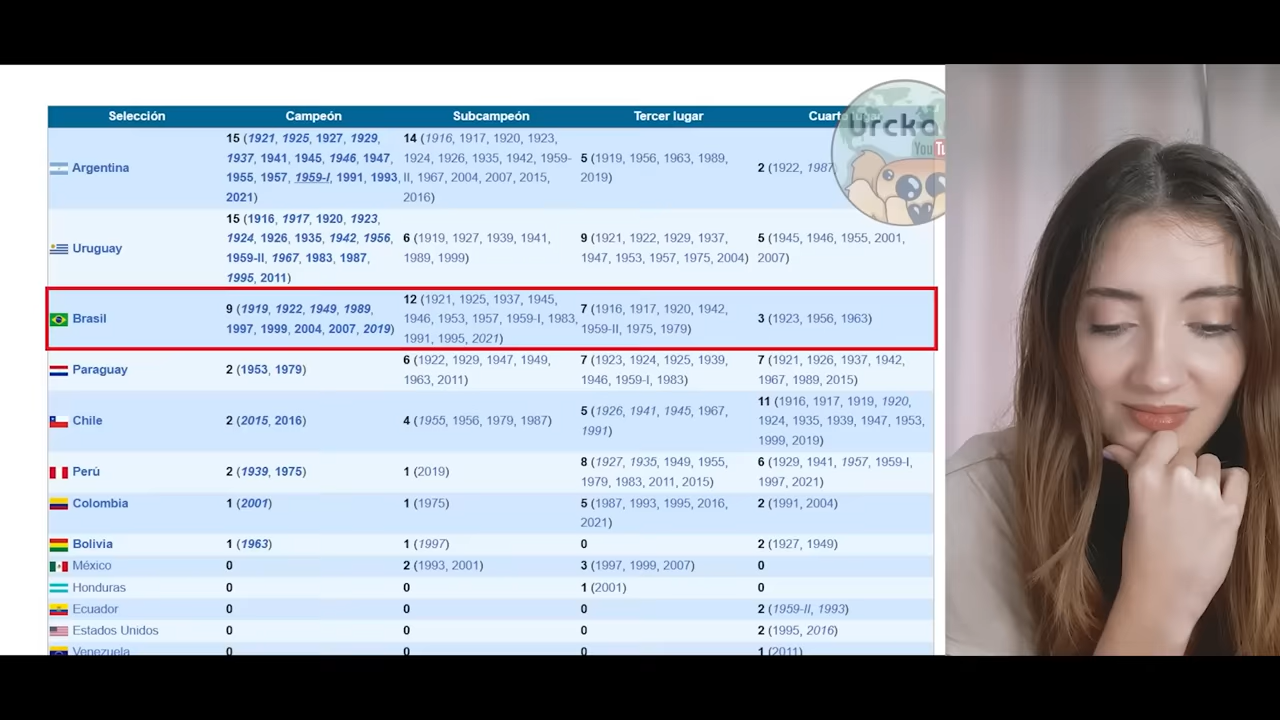 Selección Campeón Subcampeón Tercer lugar Cuarto lugar
Argentina
15 (1921, 1925, 1927, 1929,
1937, 1941, 1945, 1946, 1947,
1955, 1957, 1959-I, 1991, 1993,
2021)
14 (1916, 1917, 1920, 1923,
1924, 1926, 1935, 1942, 1959-
II, 1967, 2004, 2007, 2015,
2016)
5 (1919, 1956, 1963, 1989,
2019)
2 (1922, 1987
Uruguay
15 (1916, 1917, 1920, 1923,
1924, 1926, 1935, 1942, 1956,
1959-II, 1967, 1983, 1987,
1995, 2011)
6 (1919, 1927, 1939, 1941,
1989, 1999)
9 (1921, 1922, 1929, 1937,
1947, 1953, 1957, 1975, 2004)
5 (1945, 1946, 1955, 2001,
2007)
Brasil
9 (1919, 1922, 1949, 1989,
1997, 1999, 2004, 2007, 2019)
12 (1921, 1925, 1937, 1945,
1946, 1953, 1957, 1959-I, 1983,
1991, 1995, 2021)
7 (1916, 1917, 1920, 1942,
1959-II, 1975, 1979)
3 (1923, 1956, 1963)
Paraguay
2 (1953, 1979)
6 (1922, 1929, 1947, 1949,
1963, 2011)
7 (1923, 1924, 1925, 1939,
1946, 1959-I, 1983)
7 (1921, 1926, 1937, 1942,
1967, 1989, 2015)
Chile
2 (2015, 2016)
4 (1955, 1956, 1979, 1987)
5 (1926, 1941, 1945, 1967,
1991)
11 (1916, 1917, 1919, 1920,
1924, 1935, 1939, 1947, 1953,
1999, 2019)
Perú
2 (1939, 1975)
1 (2019)
8 (1927, 1935, 1949, 1955,
1979, 1983, 2011, 2015)
6 (1929, 1941, 1957, 1959-I,
1997, 2021)
Colombia
1 (2001)
1 (1975)
5 (1987, 1993, 1995, 2016,
2021)
2 (1991, 2004)
Bolivia 1 (1963) 1 (1997) 0 2 (1927, 1949)
México 0 2 (1993, 2001) 3 (1997, 1999, 2007) 0
Honduras 0 0 1 (2001) 0
Ecuador 0 0 0 2 (1959-II, 1993)
Estados Unidos 0 0 0 2 (1995, 2016)
Venezuela 0 0 0 1 (2011)
Urcka
YouTu